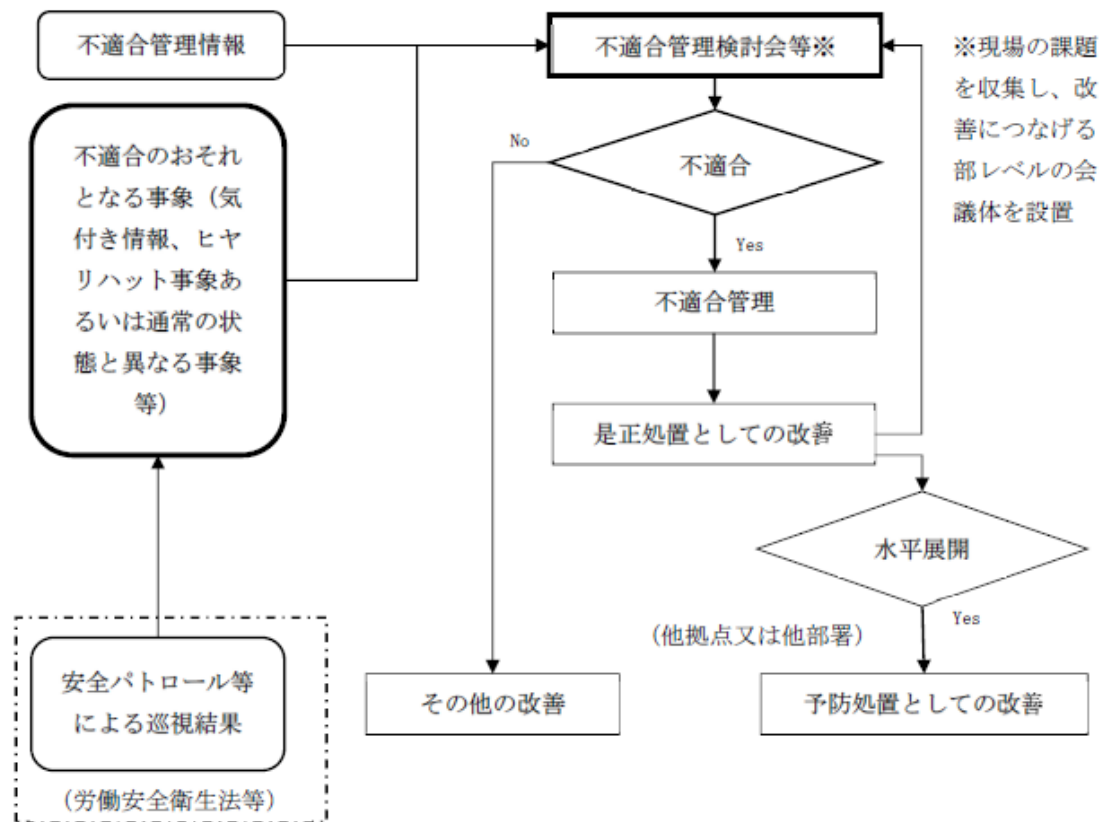 不適合管理情報
不適合管理検討会等※
※現場の課題
を収集し、改
善につなげる
部レベルの会
議体を設置
不適合のおそれ
となる事象（気
付き情報、ヒヤ
リハット事象あ
るいは通常の状
態と異なる事象
等）
No
不適合
Yes
不適合管理
是正処置としての改善
水平展開
（他拠点又は他部署）
Yes
安全パトロール等
による巡視結果
（労働安全衛生法等）
その他の改善
予防処置としての改善